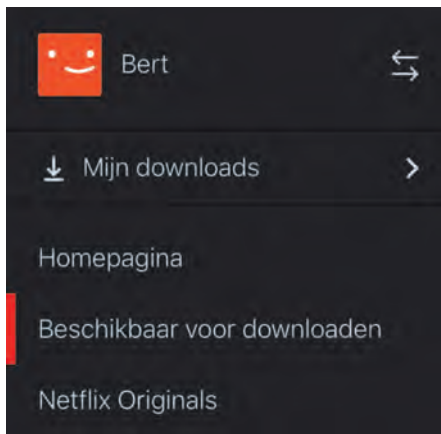 Bert
Mijn downloads
Homepagina
Beschikbaar voor downloaden
Netflix Originals